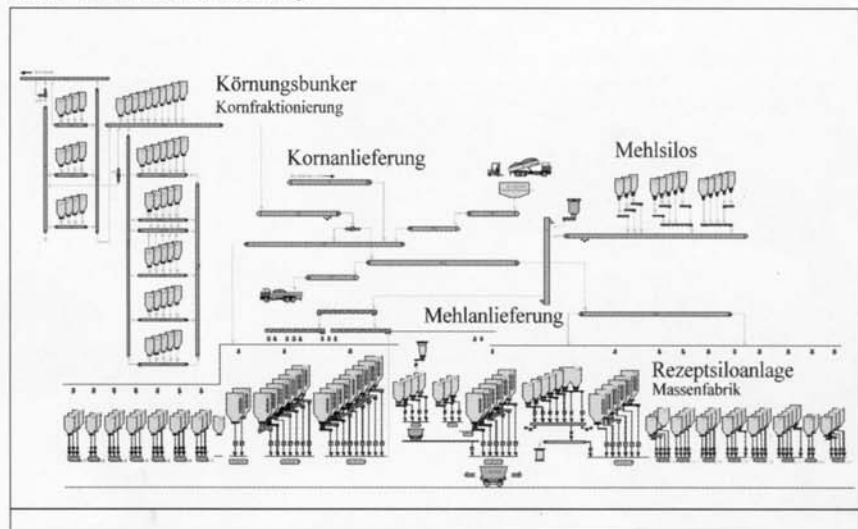 Körnungsbunker
Kornfraktionierung
Kornanlieferung
Mehlsilos
Mehlanlieferung
Rezeptsiloanlage
Massenfabrik